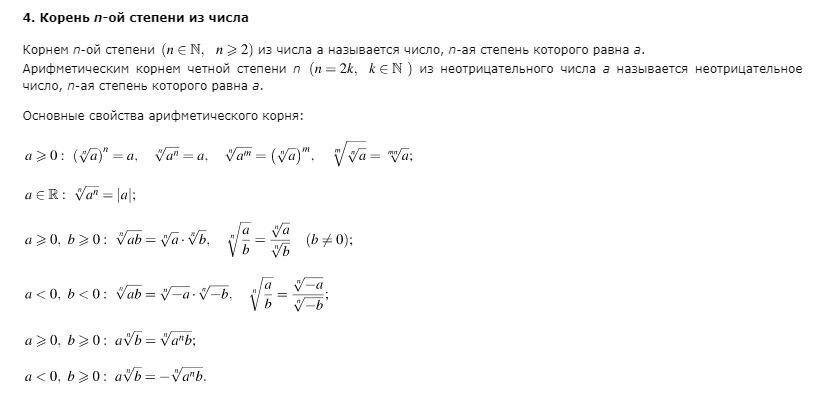 4. Корень n-ой степени из числа
Корнем n-ой степени (n ∈ ℕ, n ⩾ 2) из числа а называется число, n-ая степень которого равна a.
Арифметическим корнем четной степени n (n = 2k, k ∈ ℕ ) из неотрицательного числа a называется неотрицательное
число, n-ая степень которого равна a.
Основные свойства арифметического корня:
a ⩾ 0 : (ⁿ√a)ⁿ = a, ⁿ√(aⁿ) = a, ⁿ√(aᵐ) = (ⁿ√a)ᵐ, ᵐ√(ⁿ√a) = ᵐⁿ√a;
a ∈ ℝ : ⁿ√(aⁿ) = |a|;
a ⩾ 0, b ⩾ 0 : ⁿ√(ab) = ⁿ√a · ⁿ√b, ⁿ√(a/b) = ⁿ√a / ⁿ√b (b ≠ 0);
a < 0, b < 0 : ⁿ√(ab) = ⁿ√(−a) · ⁿ√(−b), ⁿ√(a/b) = ⁿ√(−a) / ⁿ√(−b);
a ⩾ 0, b ⩾ 0 : a ⁿ√b = ⁿ√(aⁿb);
a < 0, b ⩾ 0 : a ⁿ√b = −ⁿ√(aⁿb).